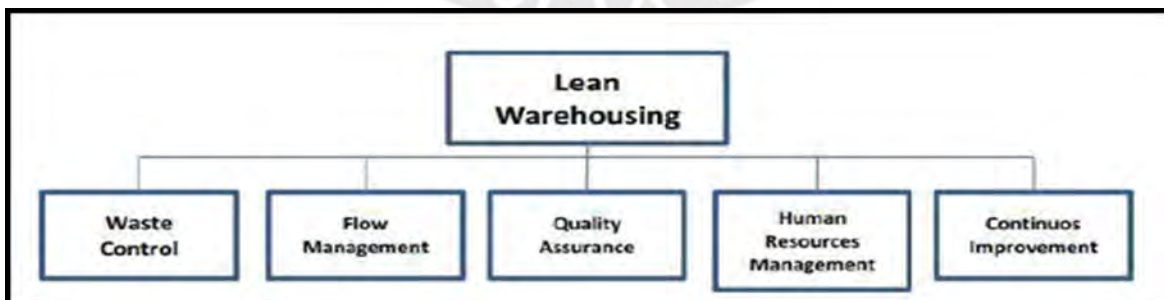 Lean
Warehousing
Waste
Control
Flow
Management
Quality
Assurance
Human
Resources
Management
Continuos
Improvement